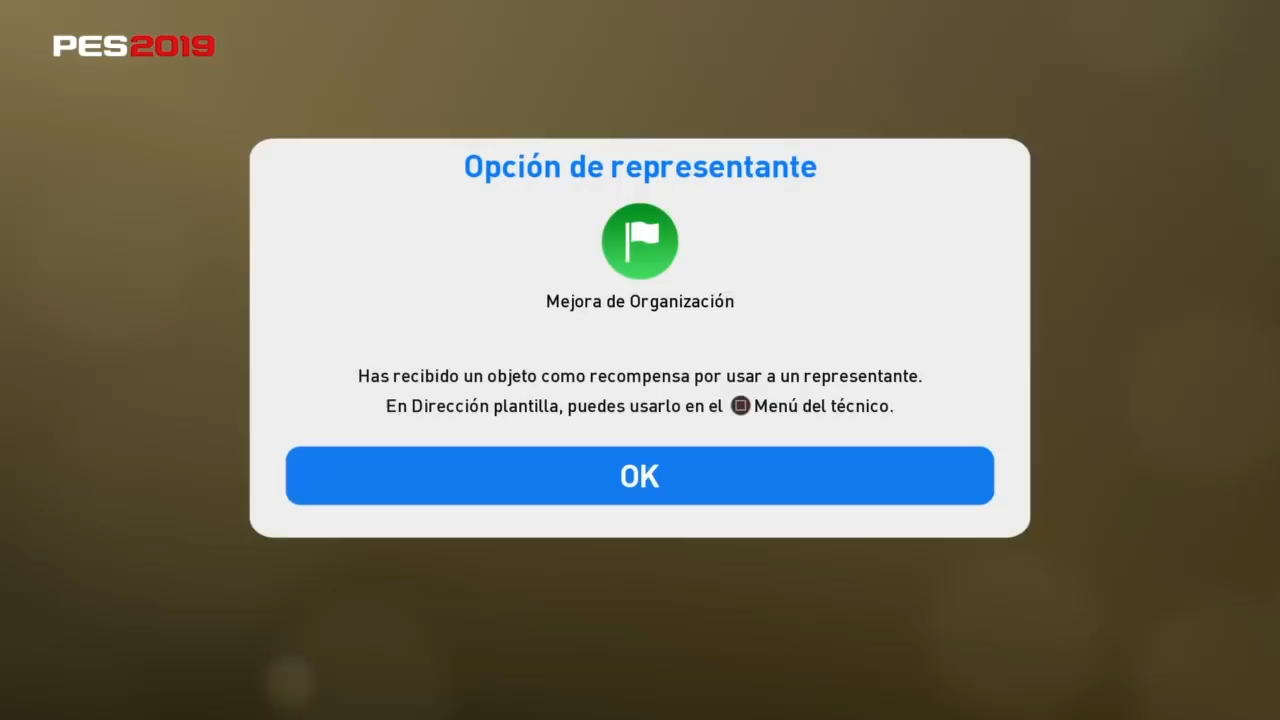 PES2019
Opción de representante
Mejora de Organización
Has recibido un objeto como recompensa por usar a un representante.
En Dirección plantilla, puedes usarlo en el Menú del técnico.
OK